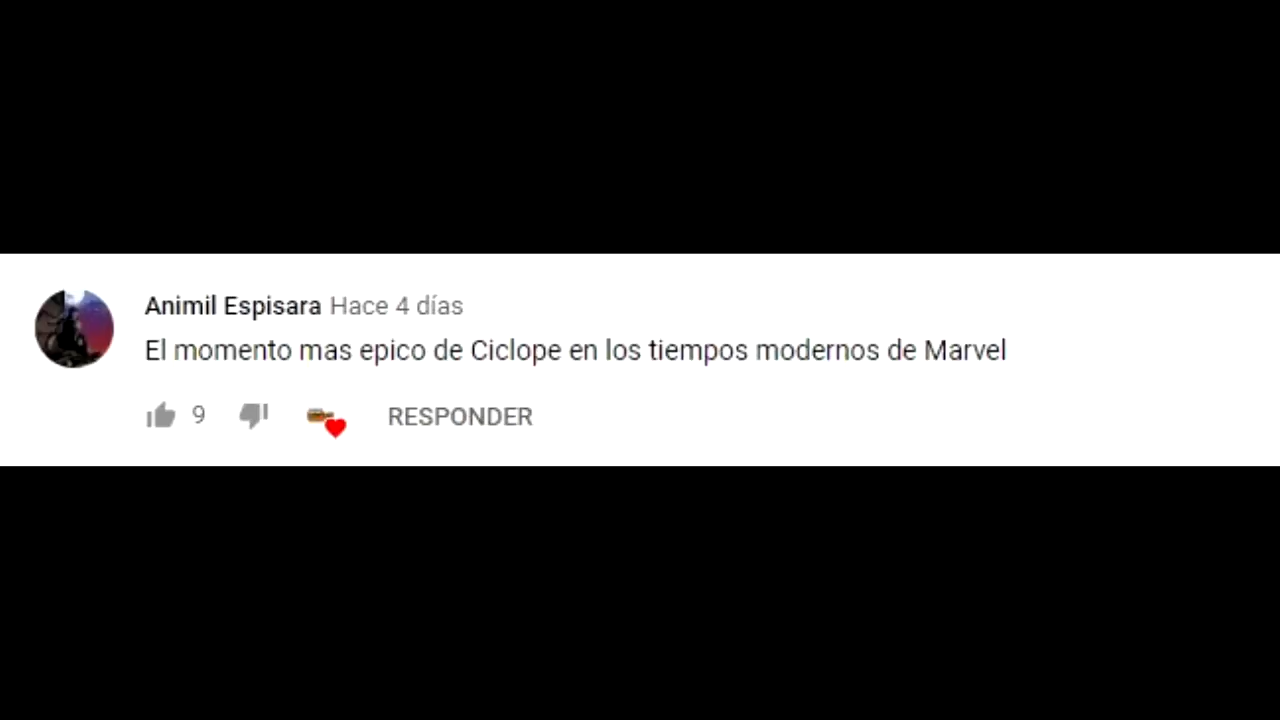 Animil Espisara Hace 4 días
El momento mas epico de Ciclope en los tiempos modernos de Marvel
9 RESPONDER